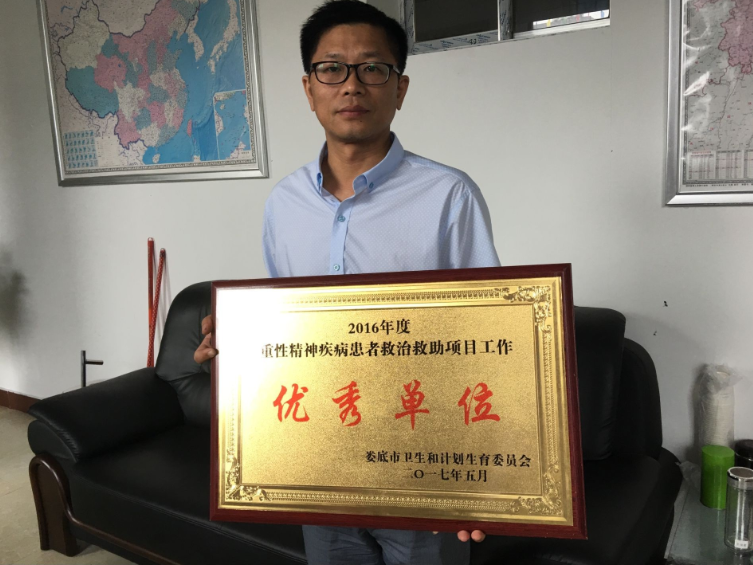 2016年度
重性精神疾病患者救治救助项目工作
优秀单位
娄底市卫生和计划生育委员会
二〇一七年五月